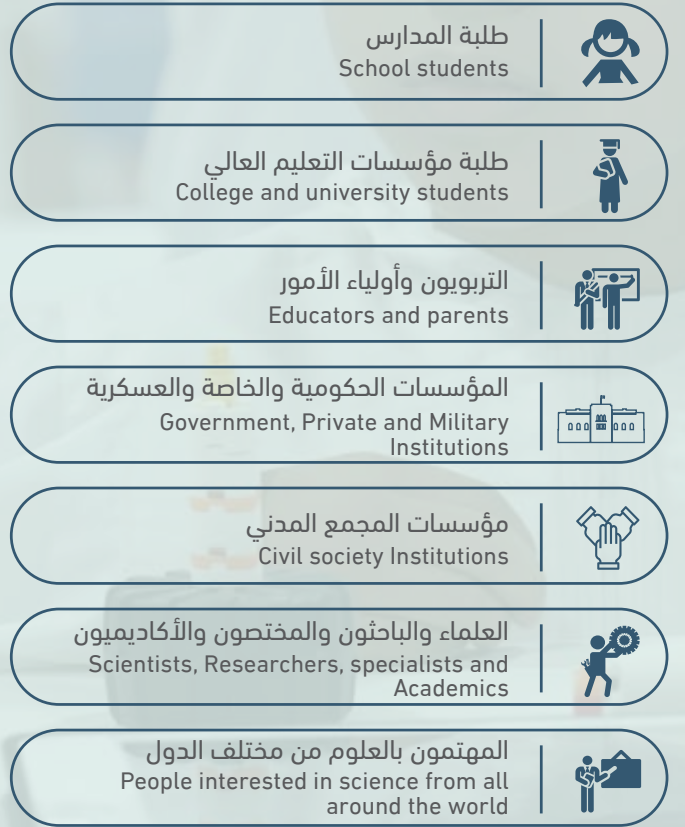 طلبة المدارس
School students
طلبة مؤسسات التعليم العالي
College and university students
التربويون وأولياء الأمور
Educators and parents
المؤسسات الحكومية والخاصة والعسكرية
Government, Private and Military
Institutions
مؤسسات المجمع المدني
Civil society Institutions
العلماء والباحثون والمختصون والأكاديميون
Scientists, Researchers, specialists and
Academics
المهتمون بالعلوم من مختلف الدول
People interested in science from all
around the world